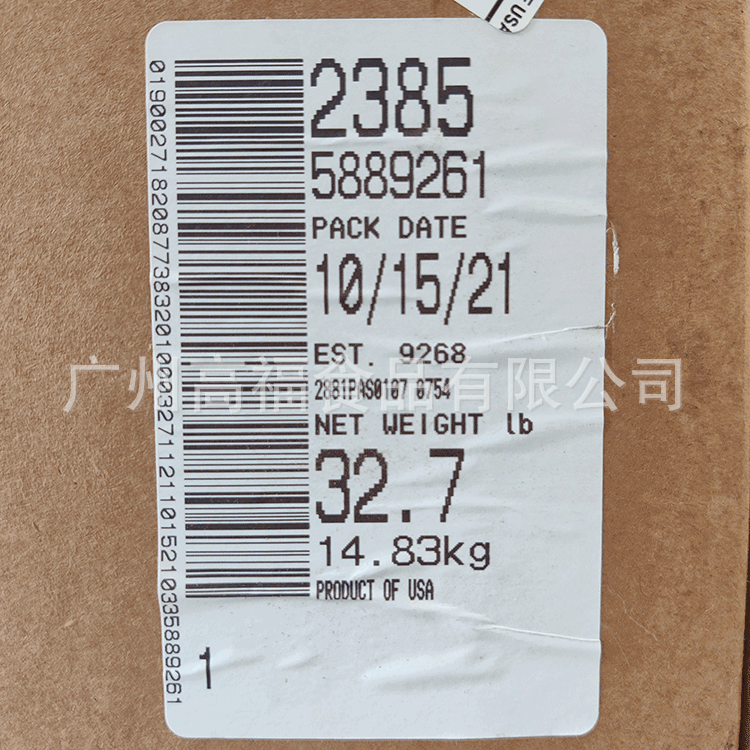 USA
0190027182087738320100032711211015210335889261
2385
5889261
PACK DATE
10/15/21
EST. 9268
2881PAS0107 0754
NET WEIGHT lb
32.7
14.83kg
PRODUCT OF USA
1
广州高福食品有限公司